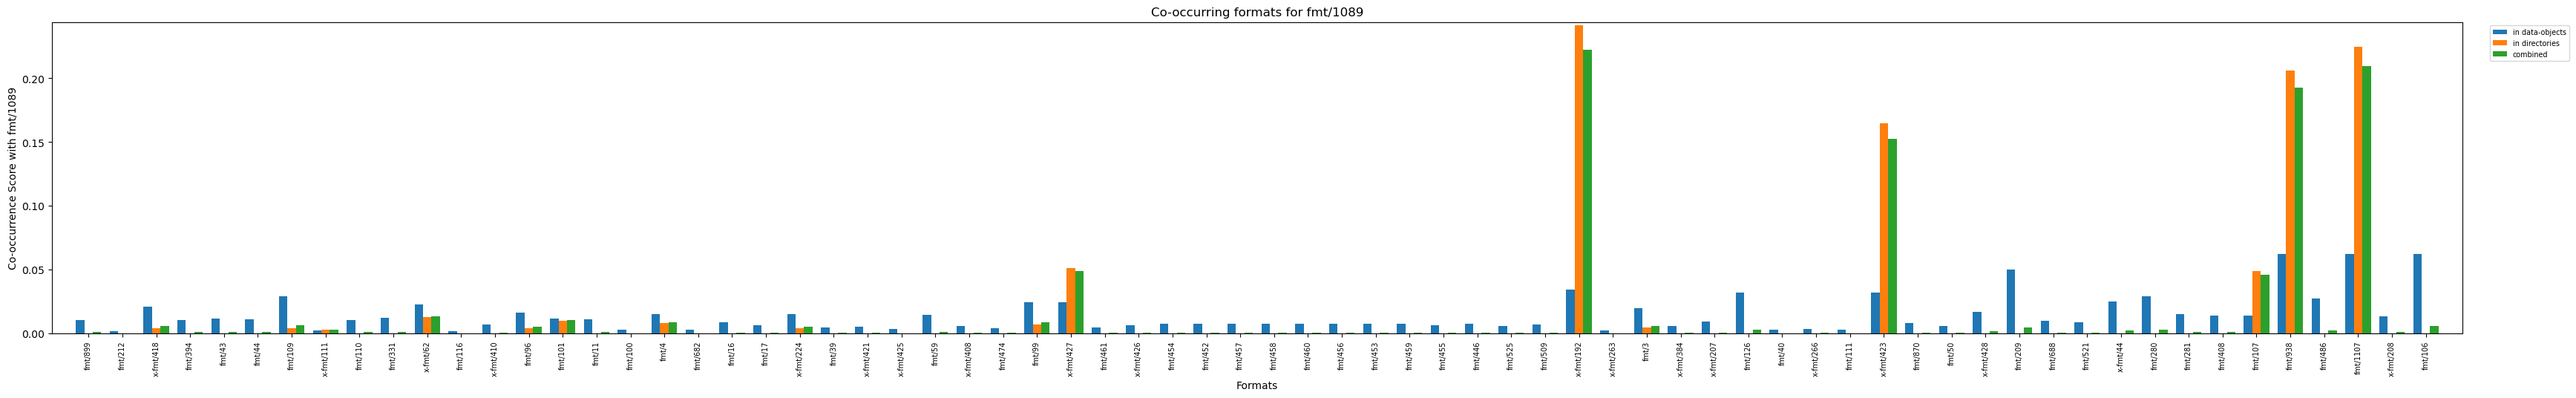 Co-occurring formats for fmt/1089
in data-objects
in directories
combined
Co-occurrence Score with fmt/1089
0.20
0.15
0.10
0.05
0.00
fmt/899
fmt/212
x-fmt/418
fmt/394
fmt/43
fmt/44
fmt/109
x-fmt/111
fmt/110
fmt/331
x-fmt/62
fmt/116
x-fmt/410
fmt/96
fmt/101
fmt/11
fmt/100
fmt/4
fmt/682
fmt/16
fmt/17
x-fmt/224
fmt/39
x-fmt/421
x-fmt/425
fmt/59
x-fmt/408
fmt/474
fmt/99
x-fmt/427
fmt/461
x-fmt/426
fmt/454
fmt/452
fmt/457
fmt/458
fmt/460
fmt/456
fmt/453
fmt/459
fmt/455
fmt/446
fmt/525
fmt/509
x-fmt/192
x-fmt/263
fmt/3
x-fmt/384
x-fmt/207
fmt/126
fmt/40
x-fmt/266
fmt/111
x-fmt/423
fmt/870
fmt/50
x-fmt/428
fmt/209
fmt/688
fmt/521
x-fmt/44
fmt/280
fmt/281
fmt/408
fmt/107
fmt/938
fmt/486
fmt/1107
x-fmt/208
fmt/106
Formats